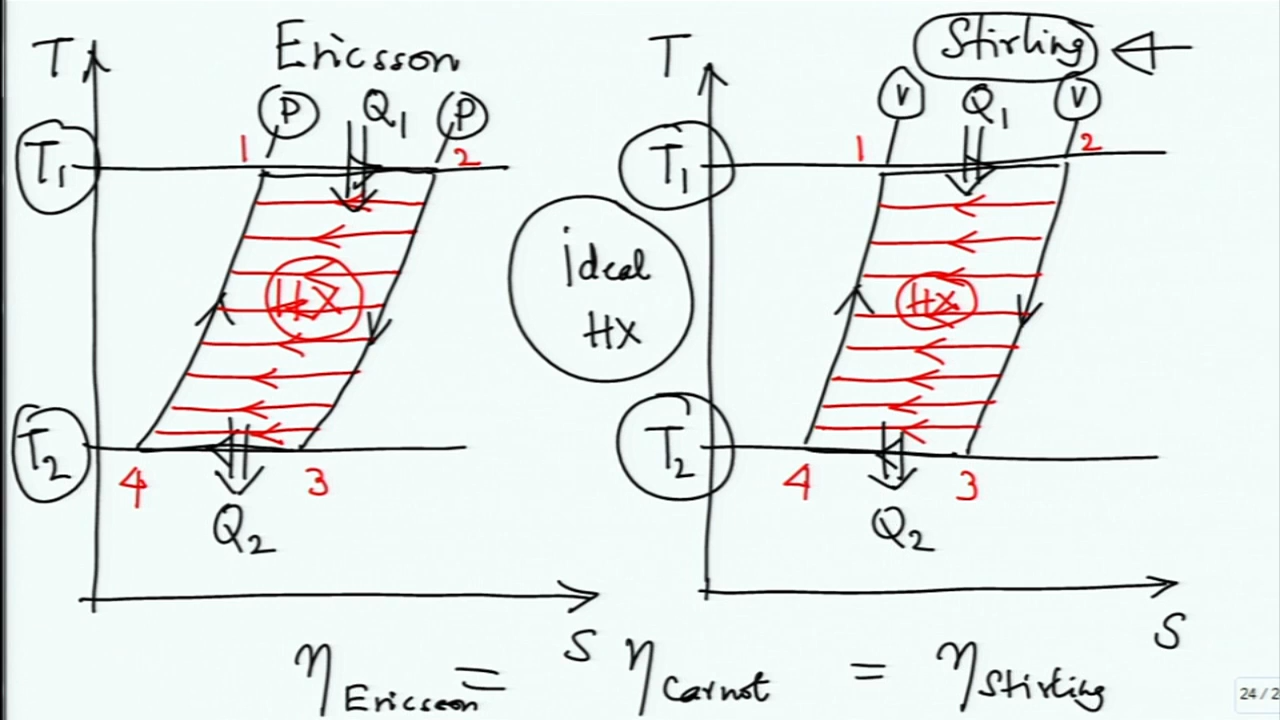 Ericsson
T
P
Q1
P
1
2
T1
HX
T2
4
3
Q2
S
ideal
HX
Stirling
T
V
Q1
V
1
2
T1
HX
T2
4
3
Q2
S
ηEricsson = ηCarnot = ηStirling
24 / 2